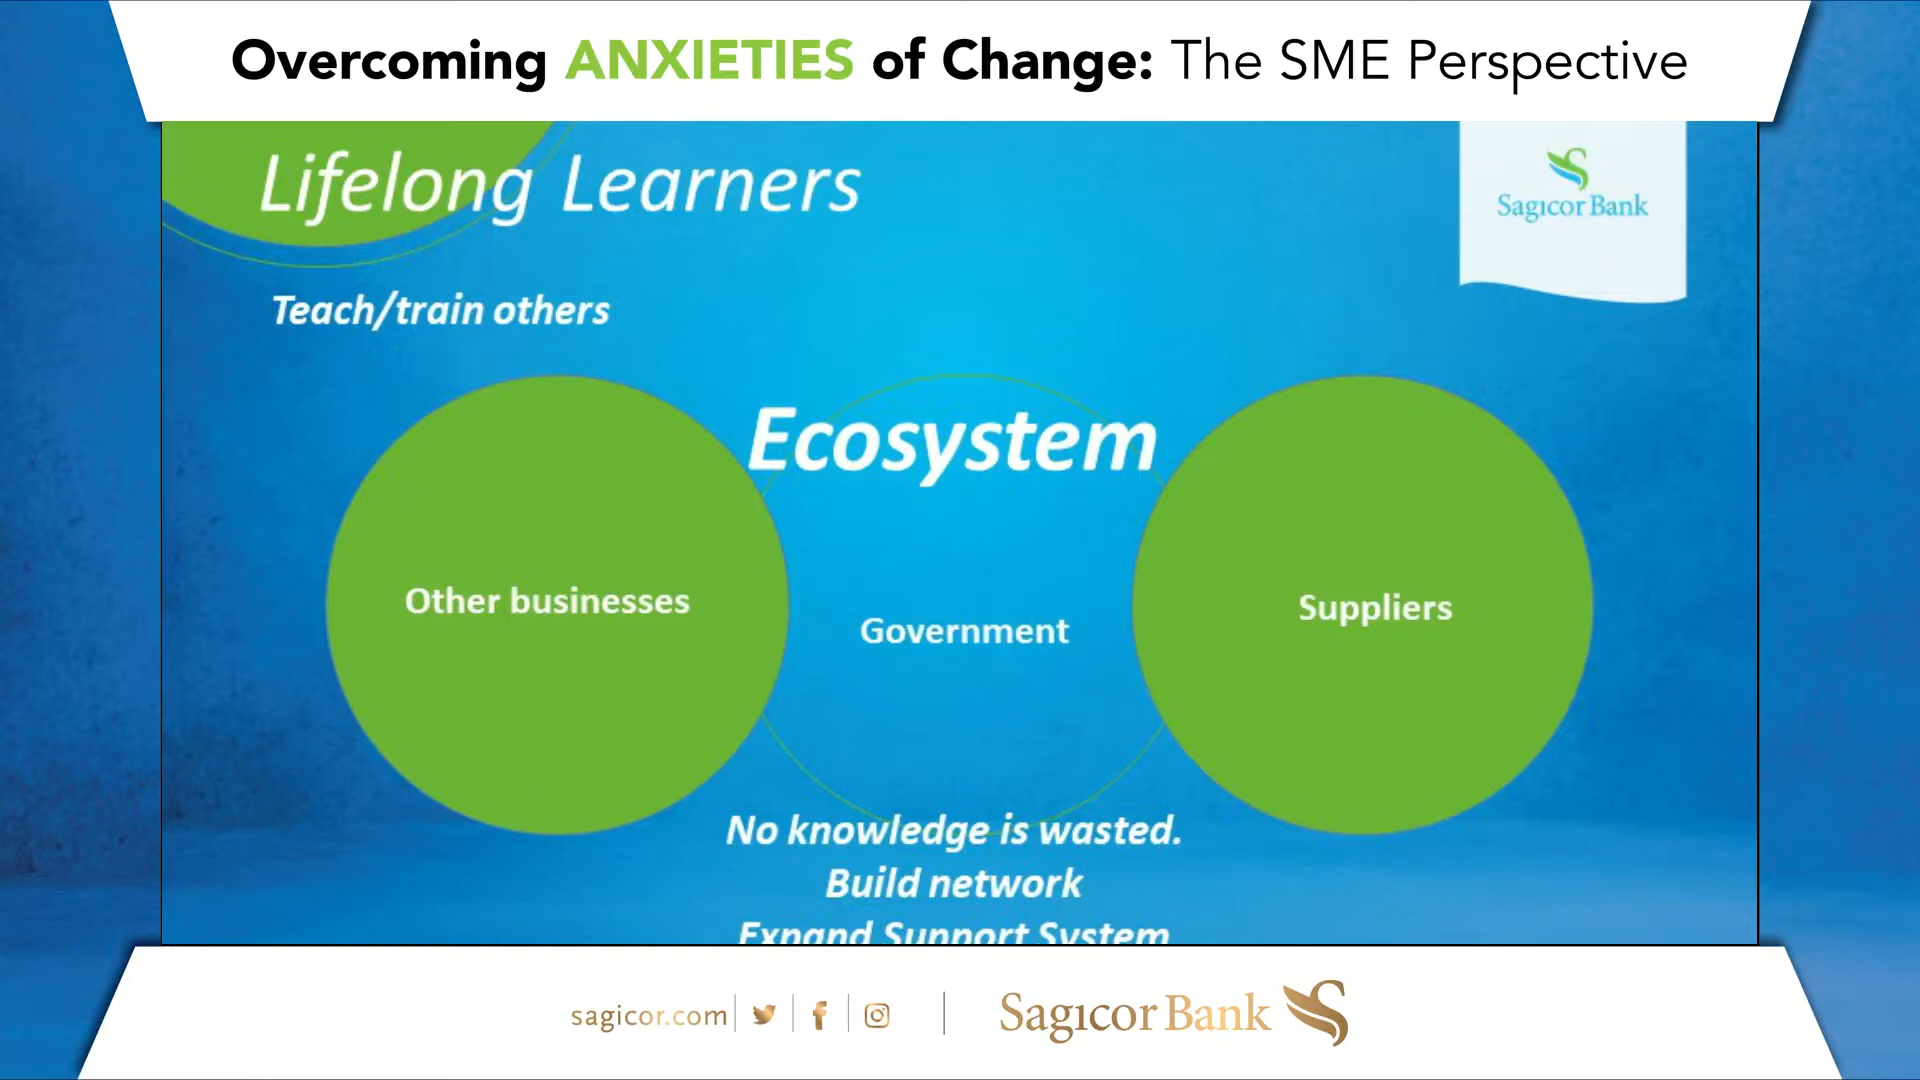 Overcoming ANXIETIES of Change: The SME Perspective
Lifelong Learners
Sagicor Bank
Teach/train others
Ecosystem
Other businesses
Government
Suppliers
No knowledge is wasted.
Build network
Expand Support System
sagicor.com
Sagicor Bank